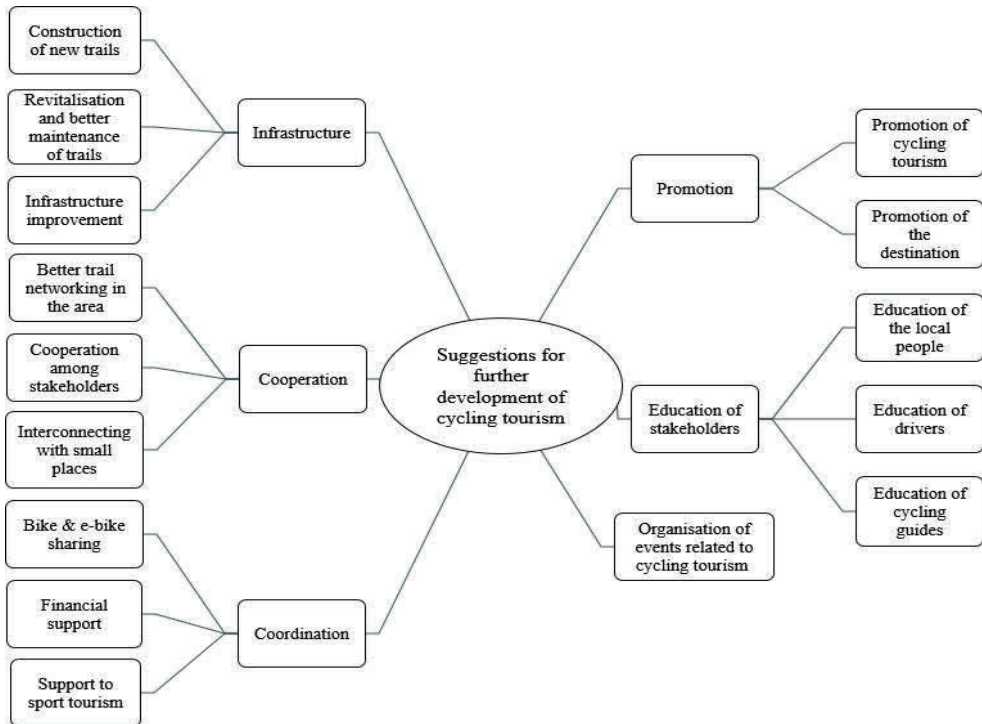 Construction
of new trails
Revitalisation
and better
maintenance
of trails
Infrastructure
improvement
Infrastructure
Better trail
networking in
the area
Cooperation
among
stakeholders
Interconnecting
with small
places
Cooperation
Bike & e-bike
sharing
Financial
support
Support to
sport tourism
Coordination
Suggestions for
further
development of
cycling tourism
Promotion
Promotion of
cycling
tourism
Promotion of
the
destination
Education of
stakeholders
Education of
the local
people
Education of
drivers
Education of
cycling
guides
Organisation of
events related to
cycling tourism